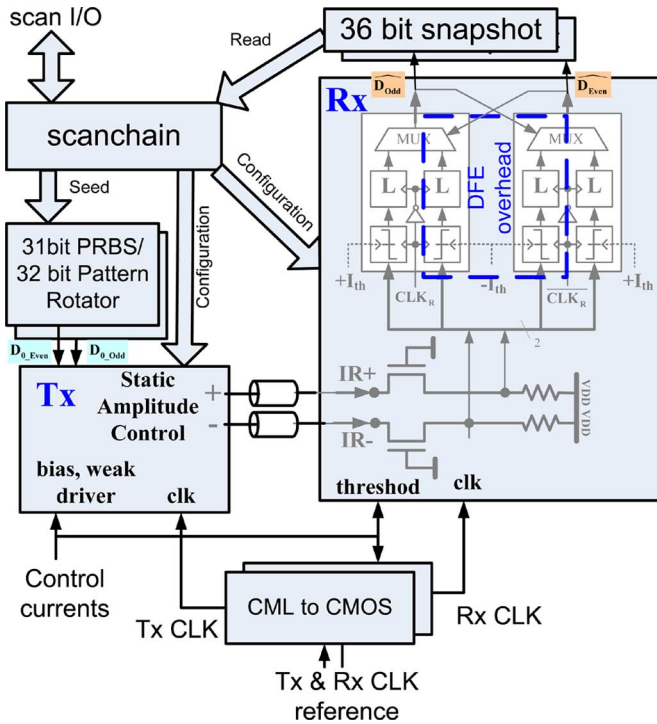 scan I/O
36 bit snapshot
Read
D_Odd
D_Even
Rx
scanchain
MUX
MUX
L
L
L
L
DFE
overhead
Seed
Configuration
Configuration
31bit PRBS/
32 bit Pattern
Rotator
+I_th
-I_th
+I_th
CLK_R
CLK_R
2
D_0_Even
D_0_Odd
Tx
Static
Amplitude
Control
+
-
IR+
IR-
VDD VDD
bias, weak
driver
clk
threshod
clk
Control
currents
Tx CLK
CML to CMOS
Rx CLK
Tx & Rx CLK
reference